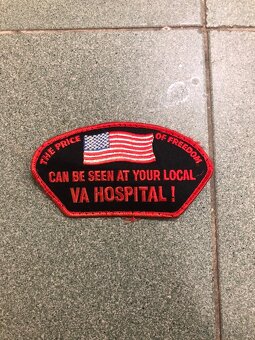 THE PRICE OF FREEDOM
CAN BE SEEN AT YOUR LOCAL
VA HOSPITAL !